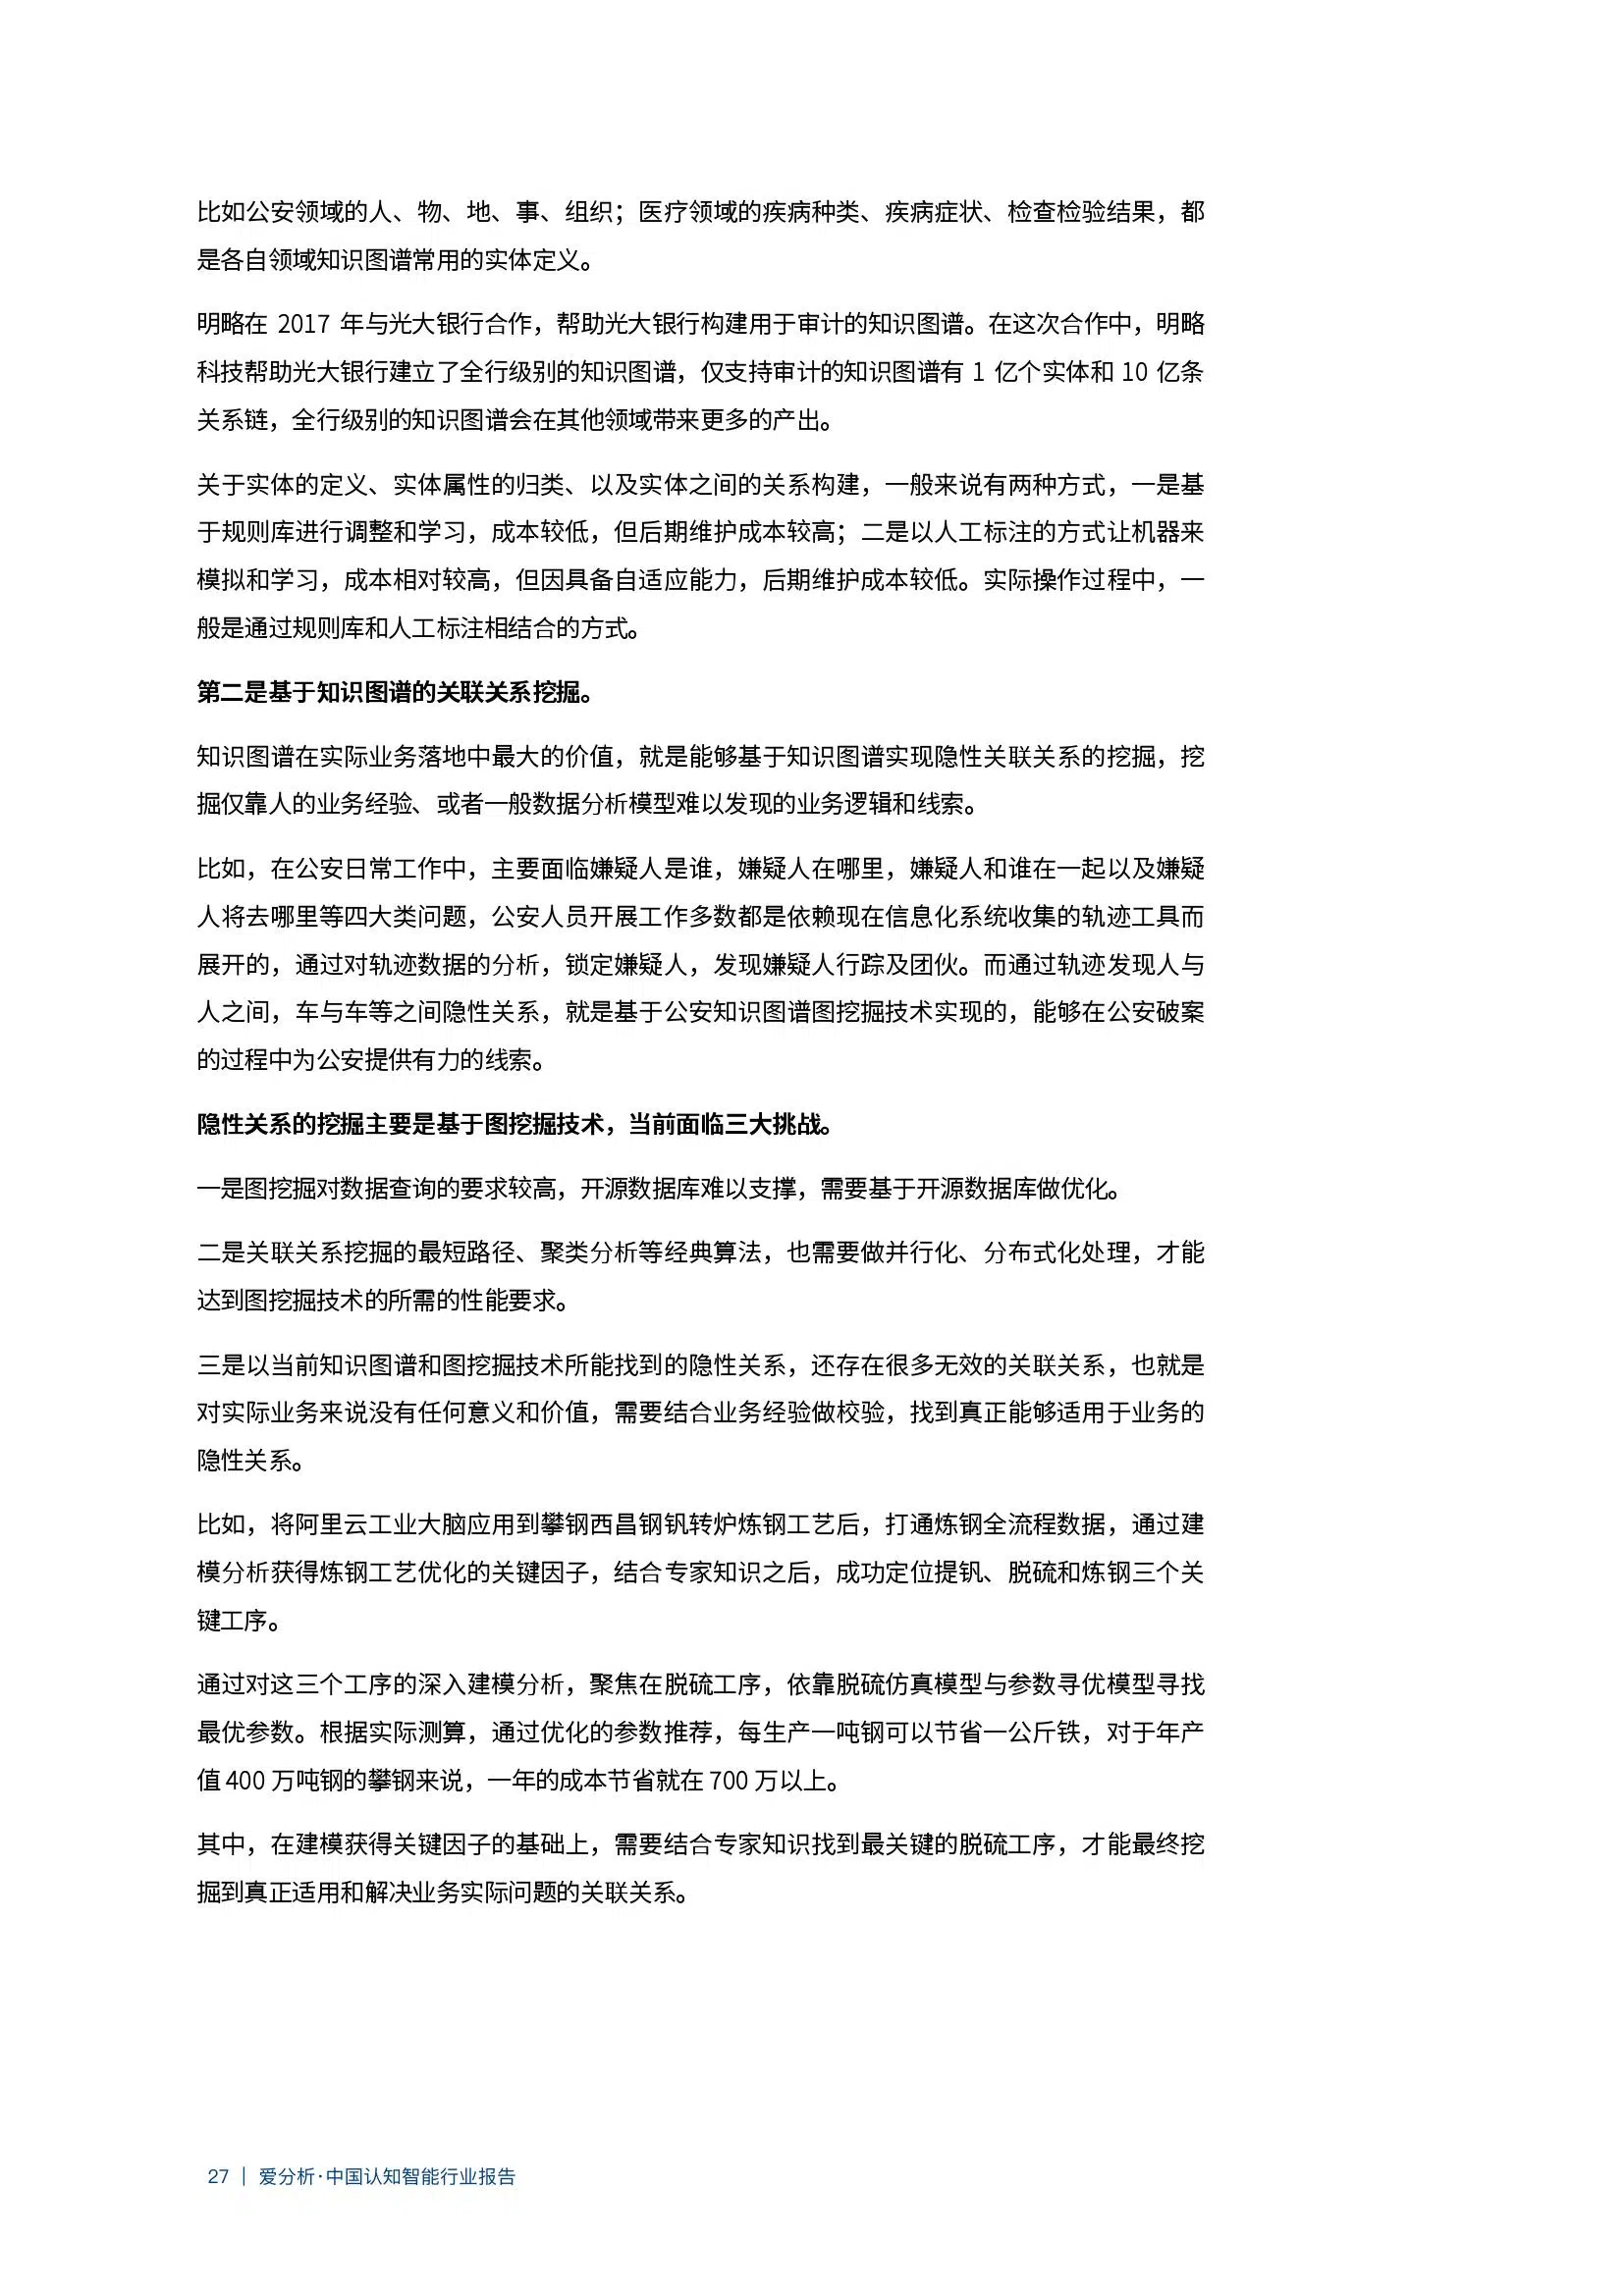 比如公安领域的人、物、地、事、组织；医疗领域的疾病种类、疾病症状、检查检验结果，都
是各自领域知识图谱常用的实体定义。
明略在 2017 年与光大银行合作，帮助光大银行构建用于审计的知识图谱。在这次合作中，明略
科技帮助光大银行建立了全行级别的知识图谱，仅支持审计的知识图谱有 1 亿个实体和 10 亿条
关系链，全行级别的知识图谱会在其他领域带来更多的产出。
关于实体的定义、实体属性的归类、以及实体之间的关系构建，一般来说有两种方式，一是基
于规则库进行调整和学习，成本较低，但后期维护成本较高；二是以人工标注的方式让机器来
模拟和学习，成本相对较高，但因具备自适应能力，后期维护成本较低。实际操作过程中，一
般是通过规则库和人工标注相结合的方式。
第二是基于知识图谱的关联关系挖掘。
知识图谱在实际业务落地中最大的价值，就是能够基于知识图谱实现隐性关联关系的挖掘，挖
掘仅靠人的业务经验、或者一般数据分析模型难以发现的业务逻辑和线索。
比如，在公安日常工作中，主要面临嫌疑人是谁，嫌疑人在哪里，嫌疑人和谁在一起以及嫌疑
人将去哪里等四大类问题，公安人员开展工作多数都是依赖现在信息化系统收集的轨迹工具而
展开的，通过对轨迹数据的分析，锁定嫌疑人，发现嫌疑人行踪及团伙。而通过轨迹发现人与
人之间，车与车等之间隐性关系，就是基于公安知识图谱图挖掘技术实现的，能够在公安破案
的过程中为公安提供有力的线索。
隐性关系的挖掘主要是基于图挖掘技术，当前面临三大挑战。
一是图挖掘对数据查询的要求较高，开源数据库难以支撑，需要基于开源数据库做优化。
二是关联关系挖掘的最短路径、聚类分析等经典算法，也需要做并行化、分布式化处理，才能
达到图挖掘技术的所需的性能要求。
三是以当前知识图谱和图挖掘技术所能找到的隐性关系，还存在很多无效的关联关系，也就是
对实际业务来说没有任何意义和价值，需要结合业务经验做校验，找到真正能够适用于业务的
隐性关系。
比如，将阿里云工业大脑应用到攀钢西昌钢钒转炉炼钢工艺后，打通炼钢全流程数据，通过建
模分析获得炼钢工艺优化的关键因子，结合专家知识之后，成功定位提钒、脱硫和炼钢三个关
键工序。
通过对这三个工序的深入建模分析，聚焦在脱硫工序，依靠脱硫仿真模型与参数寻优模型寻找
最优参数。根据实际测算，通过优化的参数推荐，每生产一吨钢可以节省一公斤铁，对于年产
值 400 万吨钢的攀钢来说，一年的成本节省就在 700 万以上。
其中，在建模获得关键因子的基础上，需要结合专家知识找到最关键的脱硫工序，才能最终挖
掘到真正适用和解决业务实际问题的关联关系。
27 | 爱分析·中国认知智能行业报告